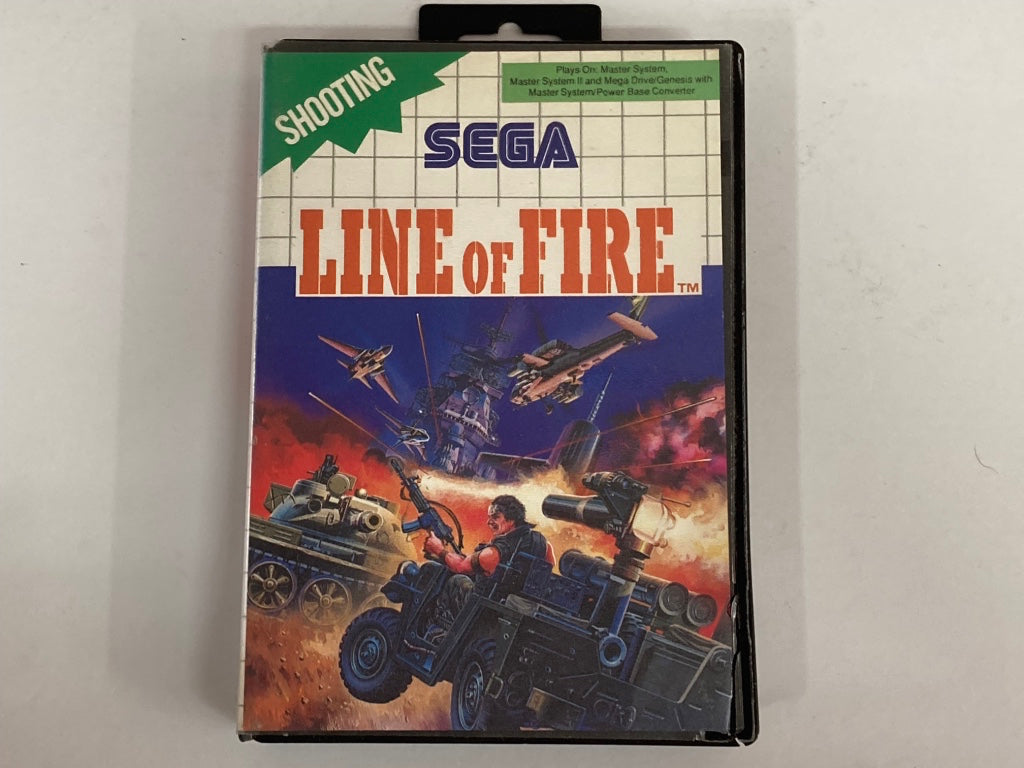 SHOOTING
Plays On: Master System,
Master System II and Mega Drive/Genesis with
Master System/Power Base Converter
SEGA
LINE OF FIRE TM